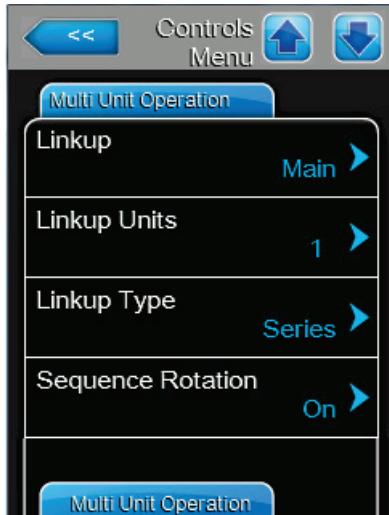 <<
Controls
Menu
Multi Unit Operation
Linkup
Main
Linkup Units
1
Linkup Type
Series
Sequence Rotation
On
Multi Unit Operation